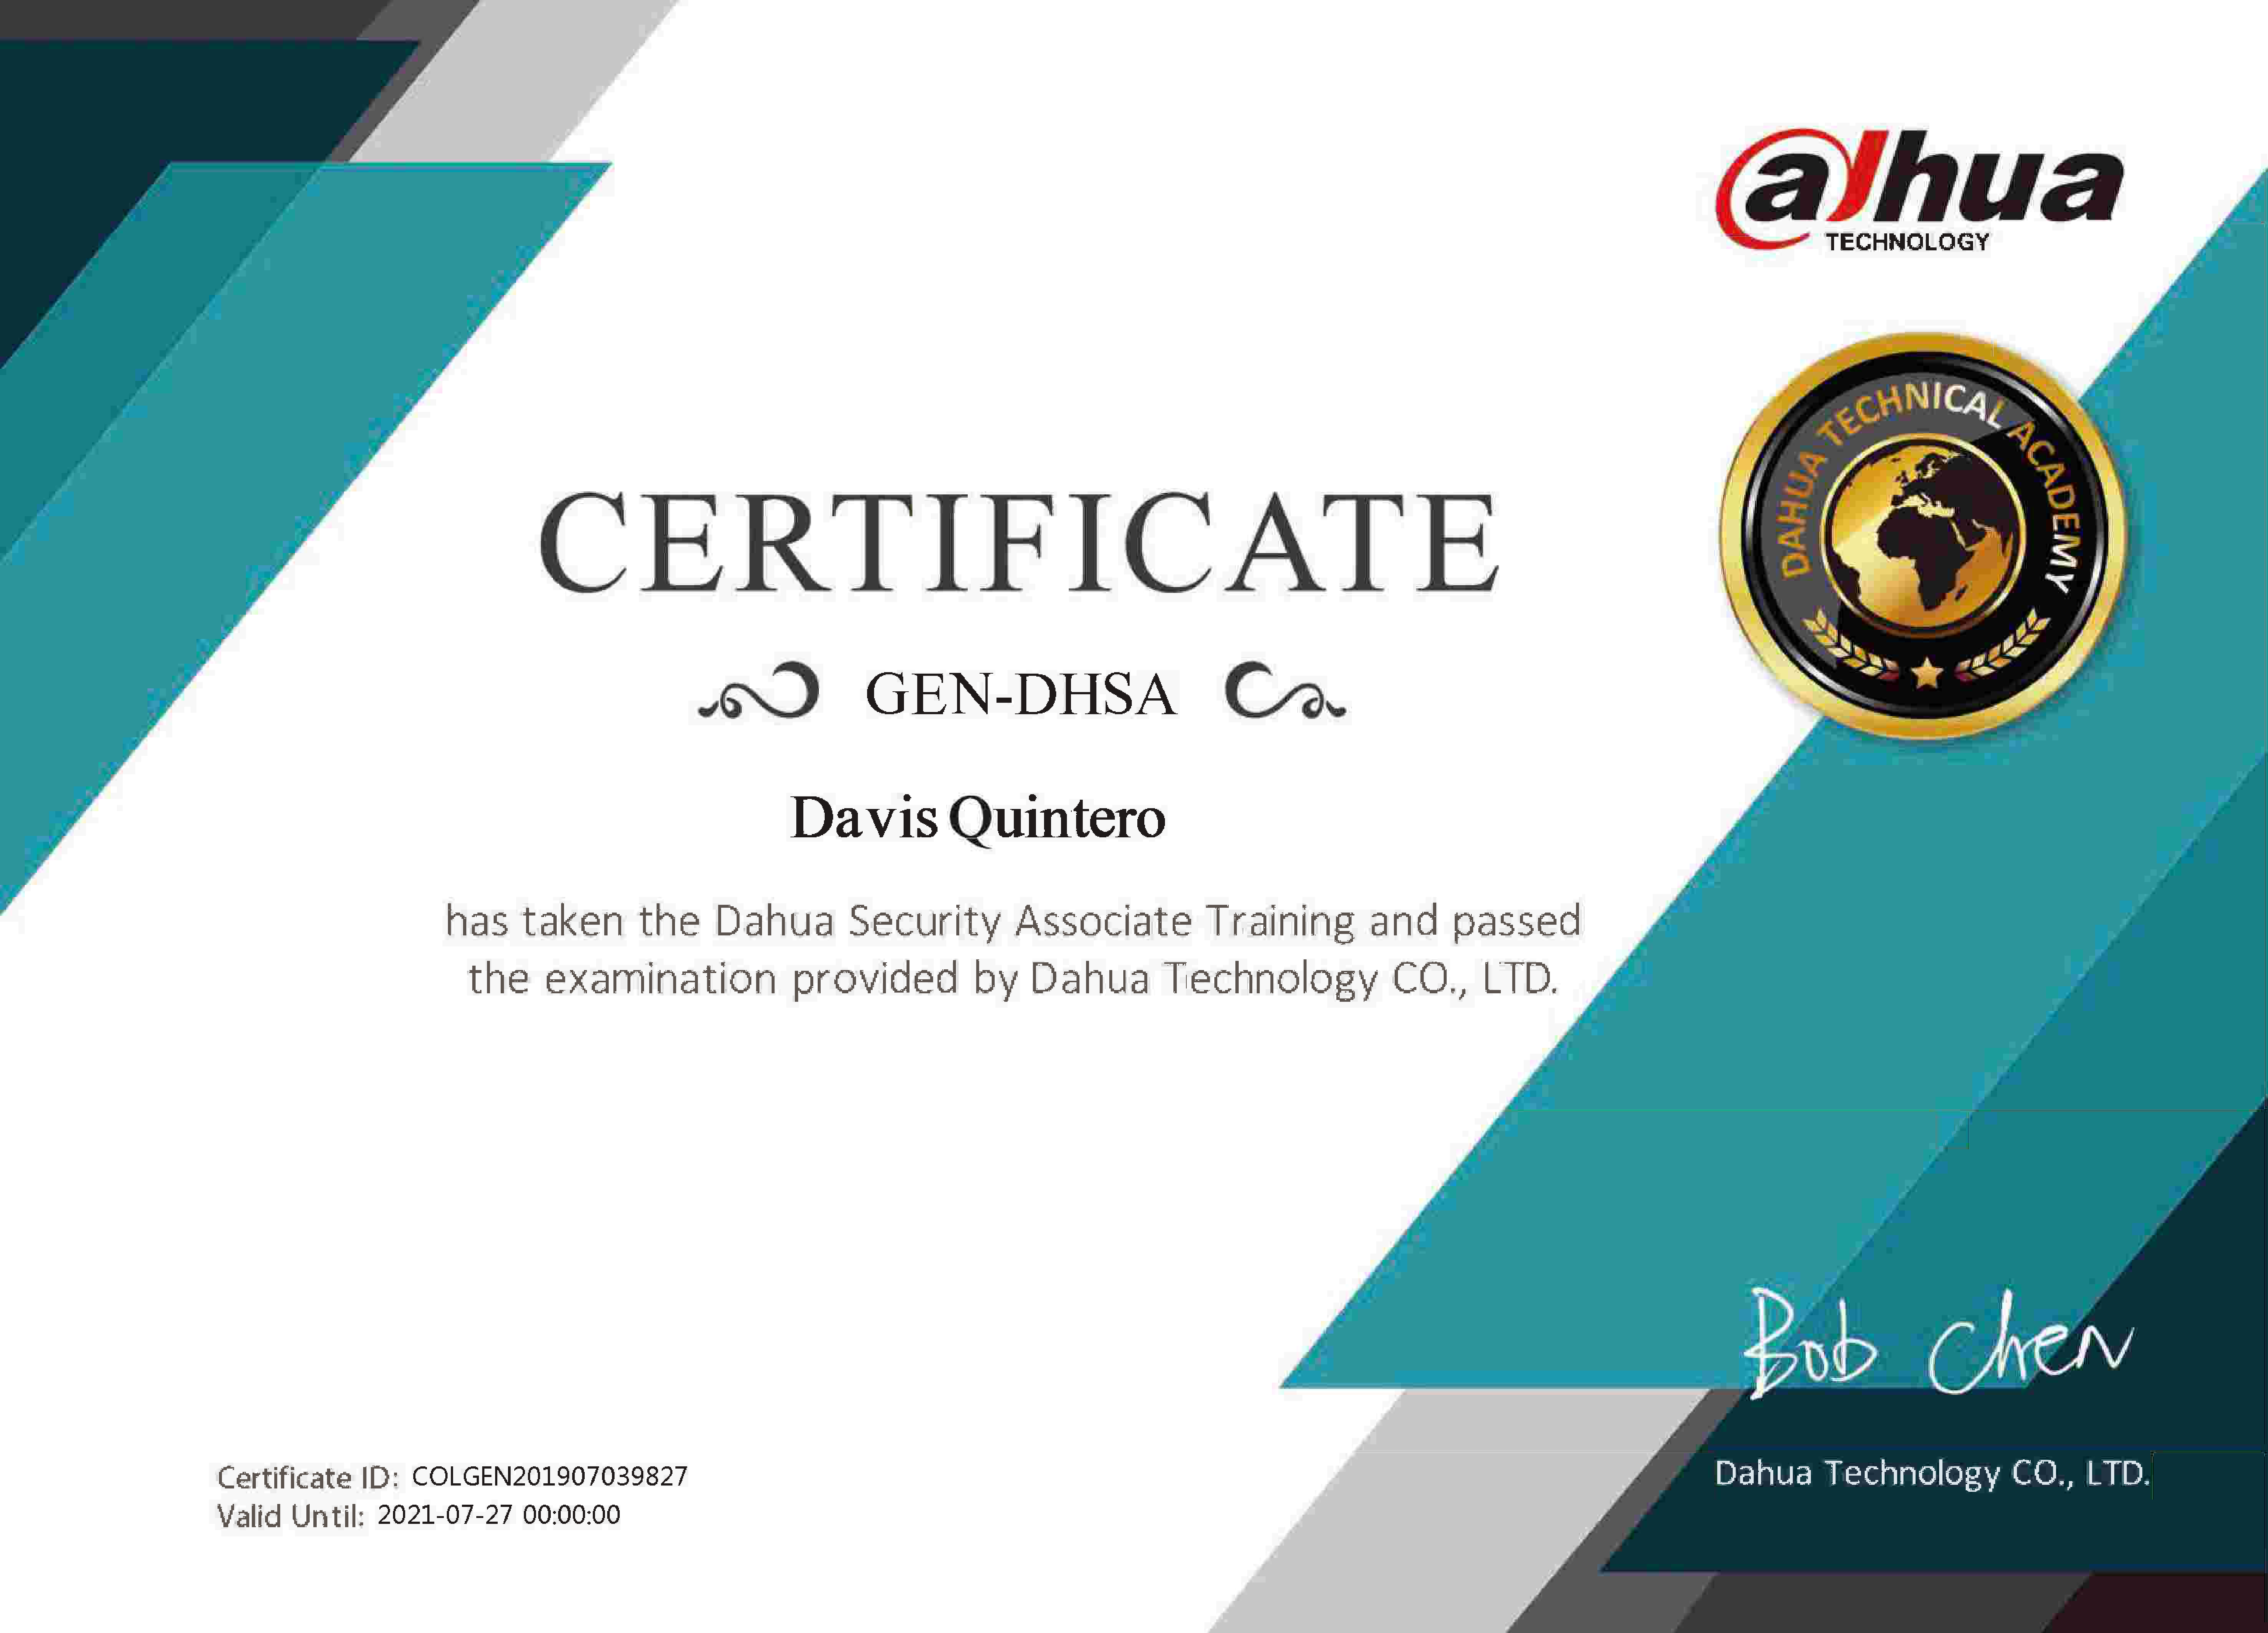 alhua
TECHNOLOGY
DAHUA TECHNICAL ACADEMY
CERTIFICATE
GEN-DHSA
Davis Quintero
has taken the Dahua Security Associate Training and passed
the examination provided by Dahua Technology CO., LTD.
Bob Chen
Dahua Technology CO., LTD.
Certificate ID: COLGEN201907039827
Valid Until: 2021-07-27 00:00:00